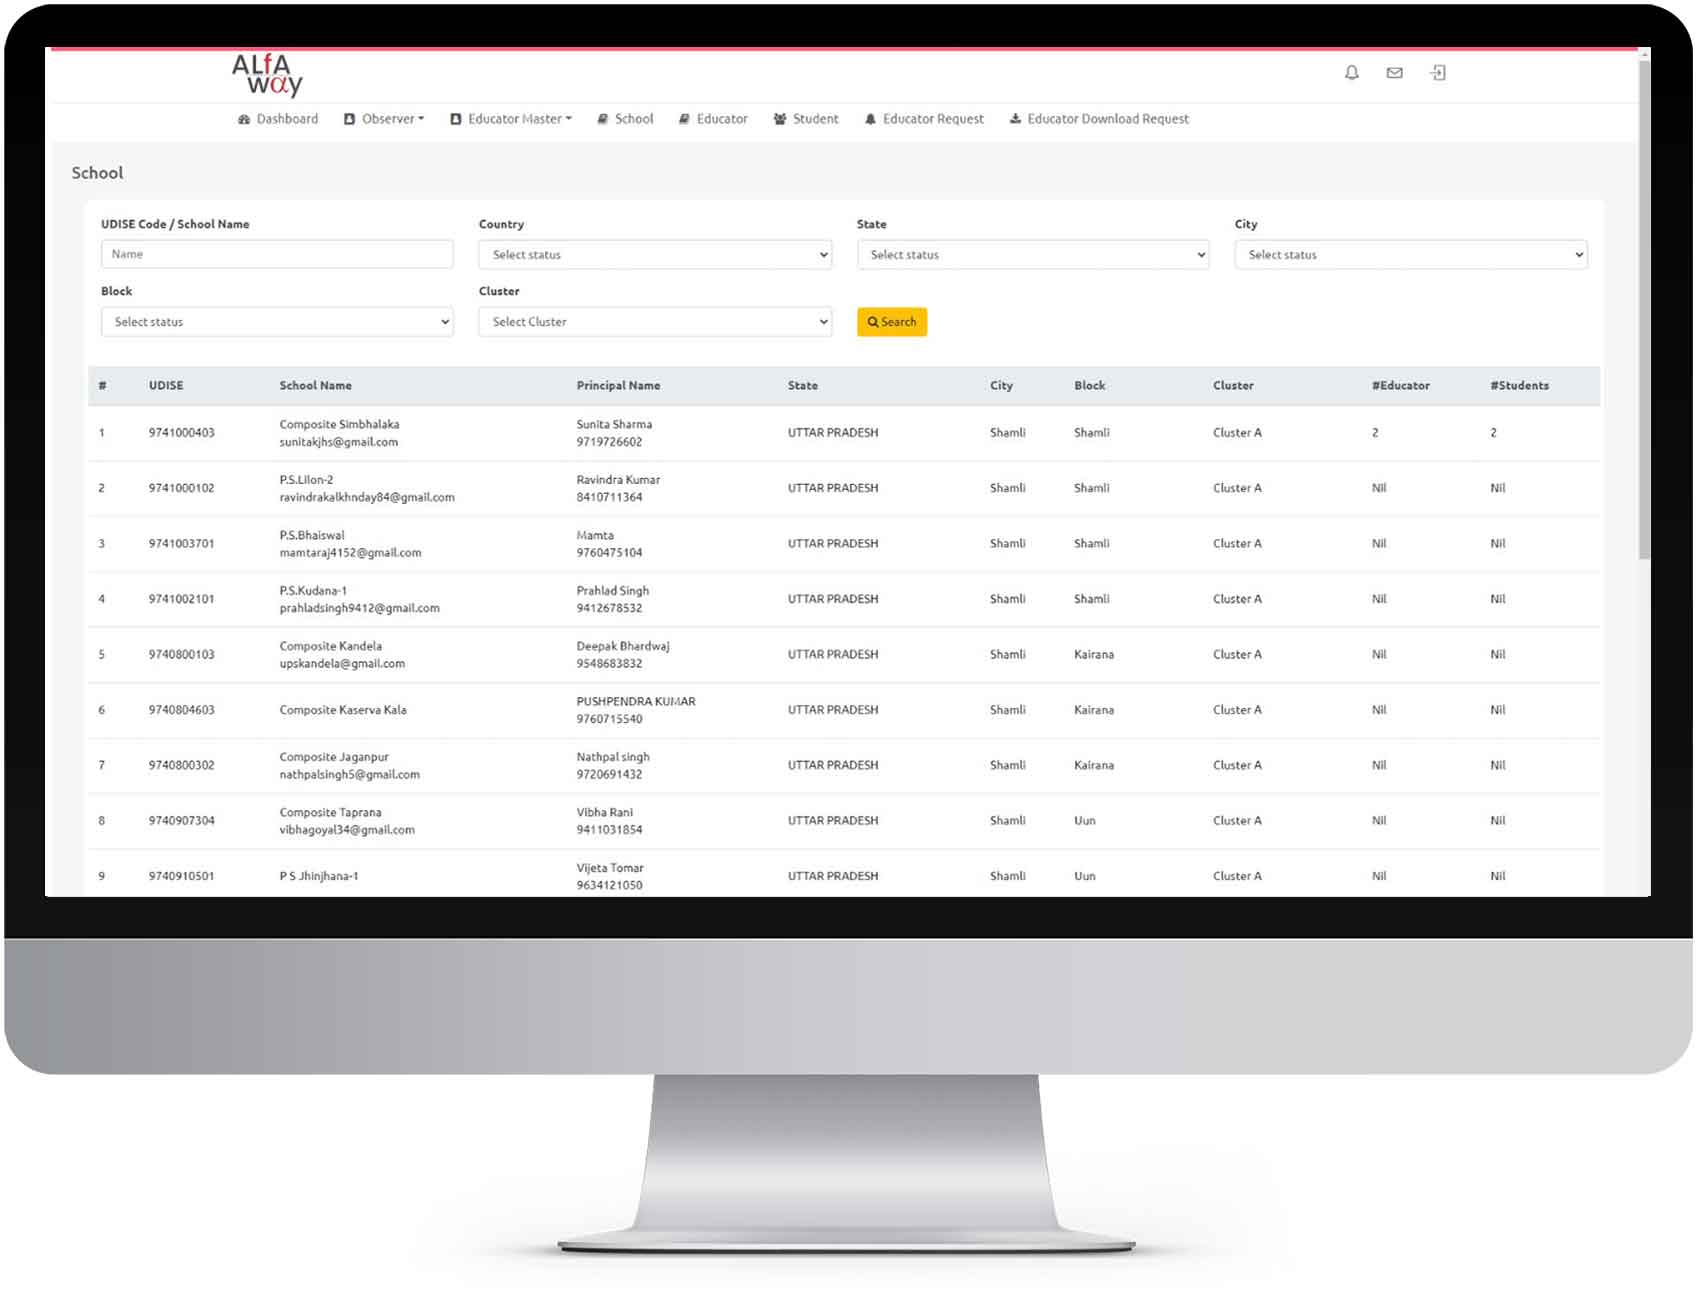 ALfA
wαy
Dashboard Observer Educator Master School Educator Student Educator Request Educator Download Request
School
UDISE Code / School Name Country State City
Name Select status Select status Select status
Block Cluster
Select status Select Cluster Search
# UDISE School Name Principal Name State City Block Cluster #Educator #Students
Composite Simbhalaka Sunita Sharma
1 9741000403 UTTAR PRADESH Shamli Shamli Cluster A 2 2
sunitakjhs@gmail.com 9719726602
P.S.Lilon-2 Ravindra Kumar
2 9741000102 UTTAR PRADESH Shamli Shamli Cluster A Nil Nil
ravindrakalkhnday84@gmail.com 8410711364
P.S.Bhaiswal Mamta
3 9741003701 UTTAR PRADESH Shamli Shamli Cluster A Nil Nil
mamtaraj4152@gmail.com 9760475104
P.S.Kudana-1 Prahlad Singh
4 9741002101 UTTAR PRADESH Shamli Shamli Cluster A Nil Nil
prahladsingh9412@gmail.com 9412678532
Composite Kandela Deepak Bhardwaj
5 9740800103 UTTAR PRADESH Shamli Kairana Cluster A Nil Nil
upskandela@gmail.com 9548683832
PUSHPENDRA KUMAR
6 9740804603 Composite Kaserva Kala UTTAR PRADESH Shamli Kairana Cluster A Nil Nil
9760715540
Composite Jaganpur Nathpal singh
7 9740800302 UTTAR PRADESH Shamli Kairana Cluster A Nil Nil
nathpalsingh5@gmail.com 9720691432
Composite Taprana Vibha Rani
8 9740907304 UTTAR PRADESH Shamli Uun Cluster A Nil Nil
vibhagoyal34@gmail.com 9411031854
Vijeta Tomar
9 9740910501 P S Jhinjhana-1 UTTAR PRADESH Shamli Uun Cluster A Nil Nil
9634121050